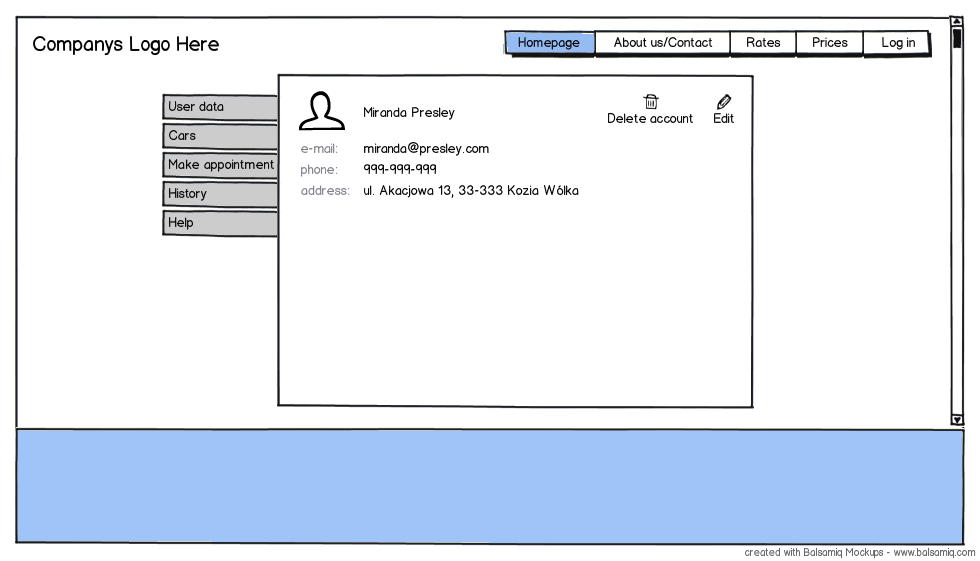 Companys Logo Here
Homepage About us/Contact Rates Prices Log in
User data
Cars
Make appointment
History
Help
Miranda Presley
Delete account Edit
e-mail: miranda@presley.com
phone: 999-999-999
address: ul. Akacjowa 13, 33-333 Kozia Wólka
created with Balsamiq Mockups - www.balsamiq.com